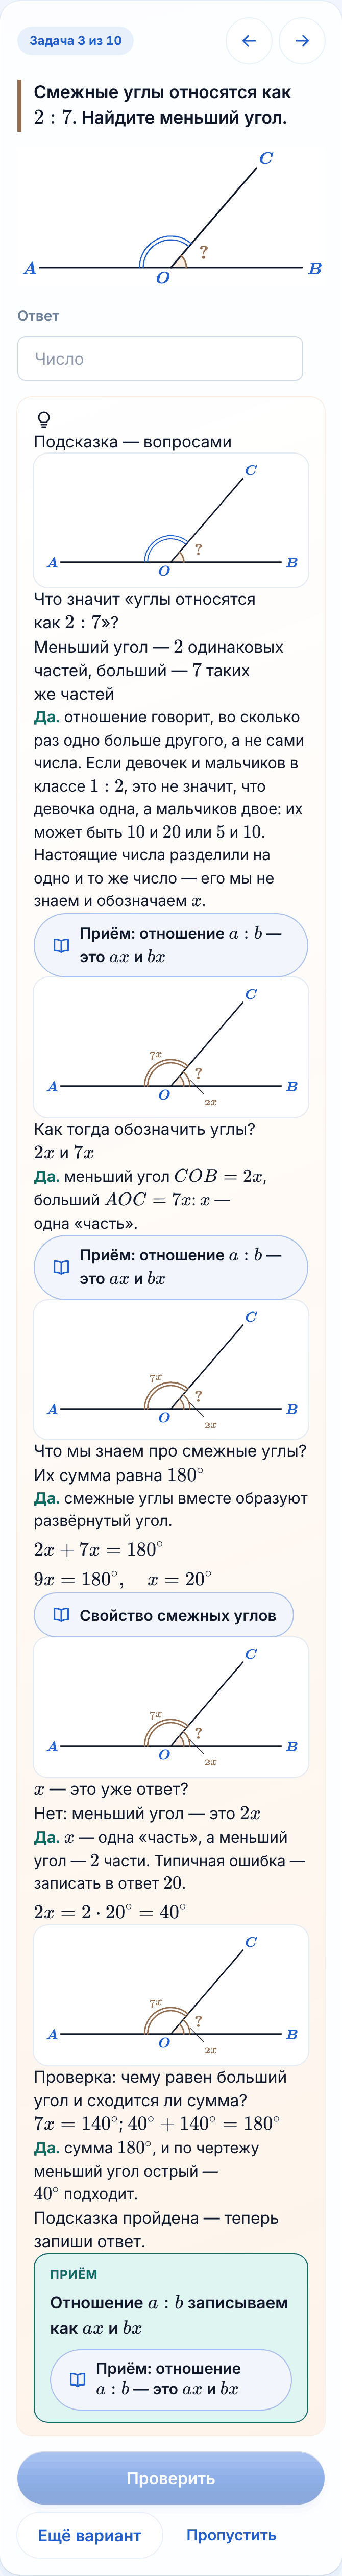 Задача 3 из 10
← →
Смежные углы относятся как
2 : 7. Найдите меньший угол.
C
?
A
O
B
Ответ
Число
Подсказка — вопросами
C
?
A
O
B
Что значит «углы относятся
как 2 : 7»?
Меньший угол — 2 одинаковых
частей, больший — 7 таких
же частей
Да. отношение говорит, во сколько
раз одно больше другого, а не сами
числа. Если девочек и мальчиков в
классе 1 : 2, это не значит, что
девочка одна, а мальчиков двое: их
может быть 10 и 20 или 5 и 10.
Настоящие числа разделили на
одно и то же число — его мы не
знаем и обозначаем x.
Приём: отношение a : b —
это ax и bx
C
7x
?
A
O
B
2x
Как тогда обозначить углы?
2x и 7x
Да. меньший угол COB = 2x,
больший AOC = 7x: x —
одна «часть».
Приём: отношение a : b —
это ax и bx
C
7x
?
A
O
B
2x
Что мы знаем про смежные углы?
Их сумма равна 180°
Да. смежные углы вместе образуют
развёрнутый угол.
2x + 7x = 180°
9x = 180°, x = 20°
Свойство смежных углов
C
7x
?
A
O
B
2x
x — это уже ответ?
Нет: меньший угол — это 2x
Да. x — одна «часть», а меньший
угол — 2 части. Типичная ошибка —
записать в ответ 20.
2x = 2 · 20° = 40°
C
7x
?
A
O
B
2x
Проверка: чему равен больший
угол и сходится ли сумма?
7x = 140°; 40° + 140° = 180°
Да. сумма 180°, и по чертежу
меньший угол острый —
40° подходит.
Подсказка пройдена — теперь
запиши ответ.
ПРИЁМ
Отношение a : b записываем
как ax и bx
Приём: отношение
a : b — это ax и bx
Проверить
Ещё вариант Пропустить